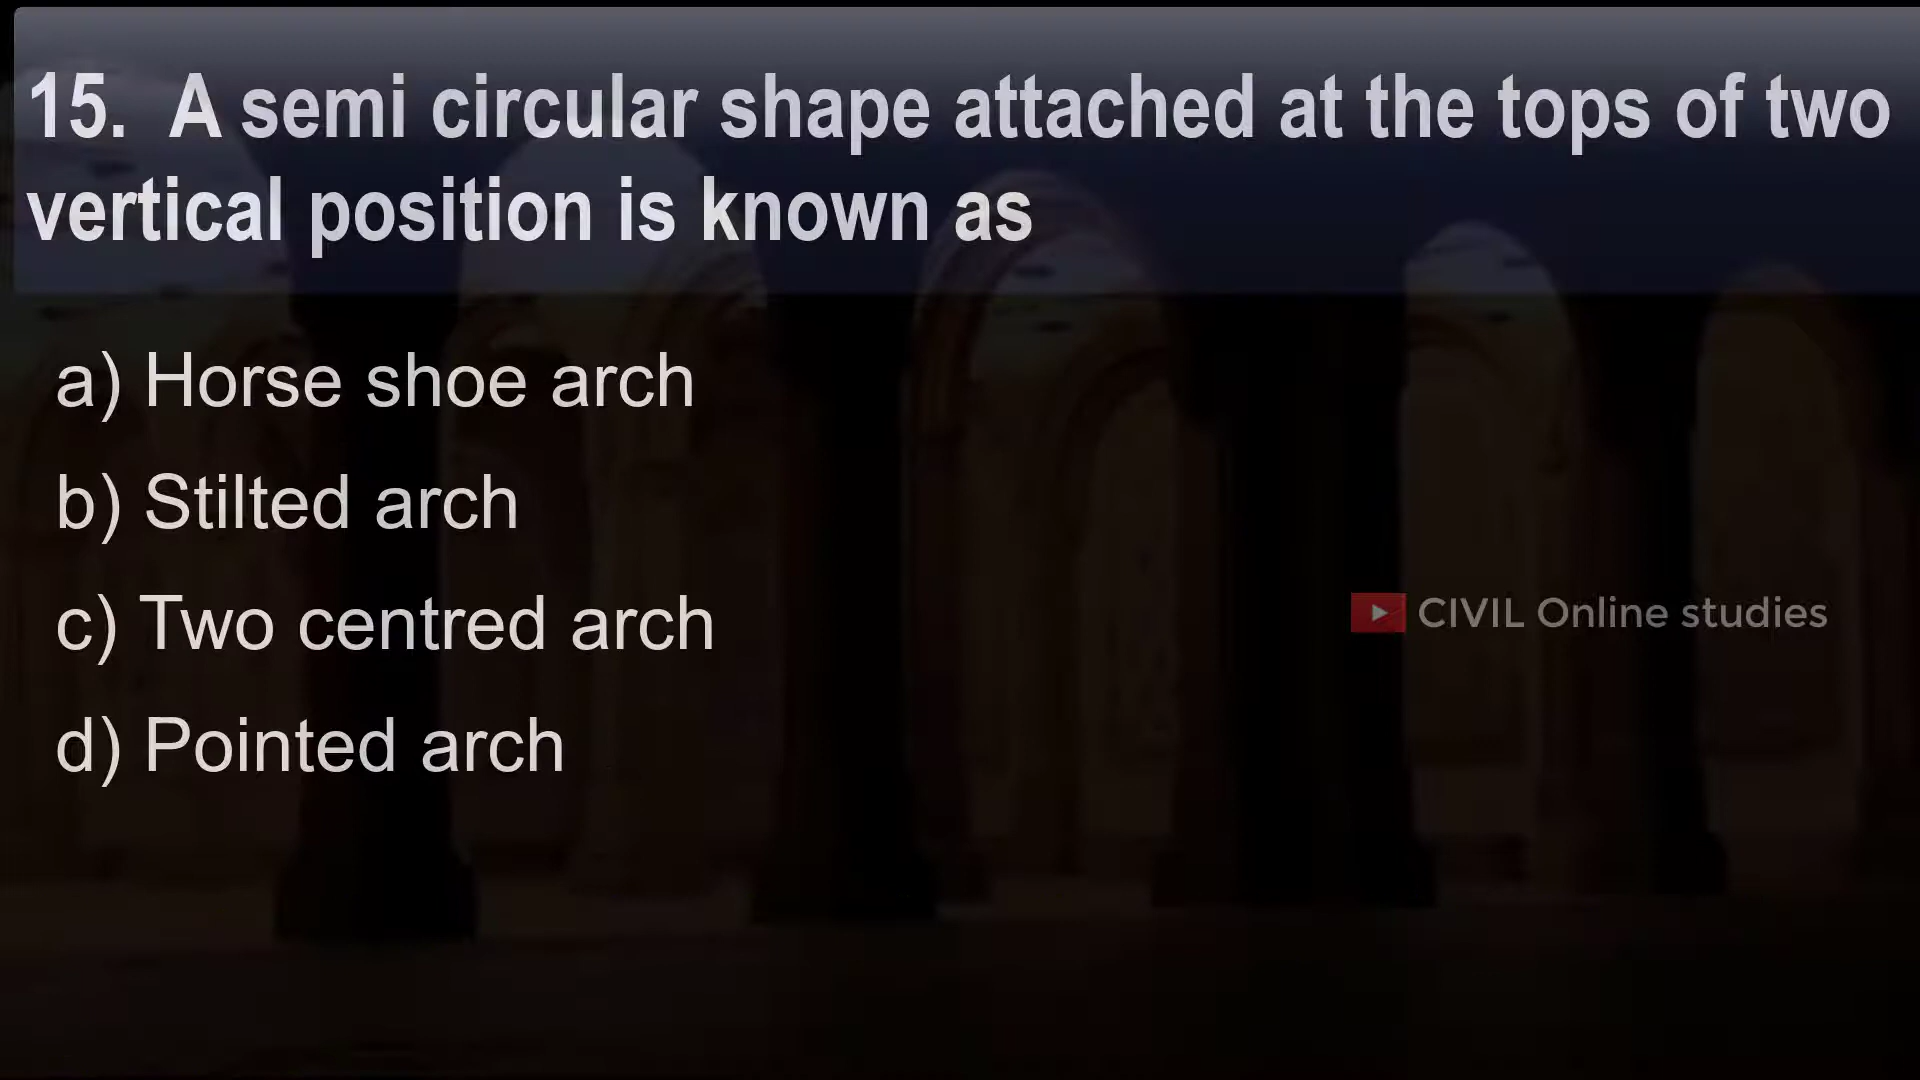 15. A semi circular shape attached at the tops of two
vertical position is known as
a) Horse shoe arch
b) Stilted arch
c) Two centred arch
d) Pointed arch
CIVIL Online studies